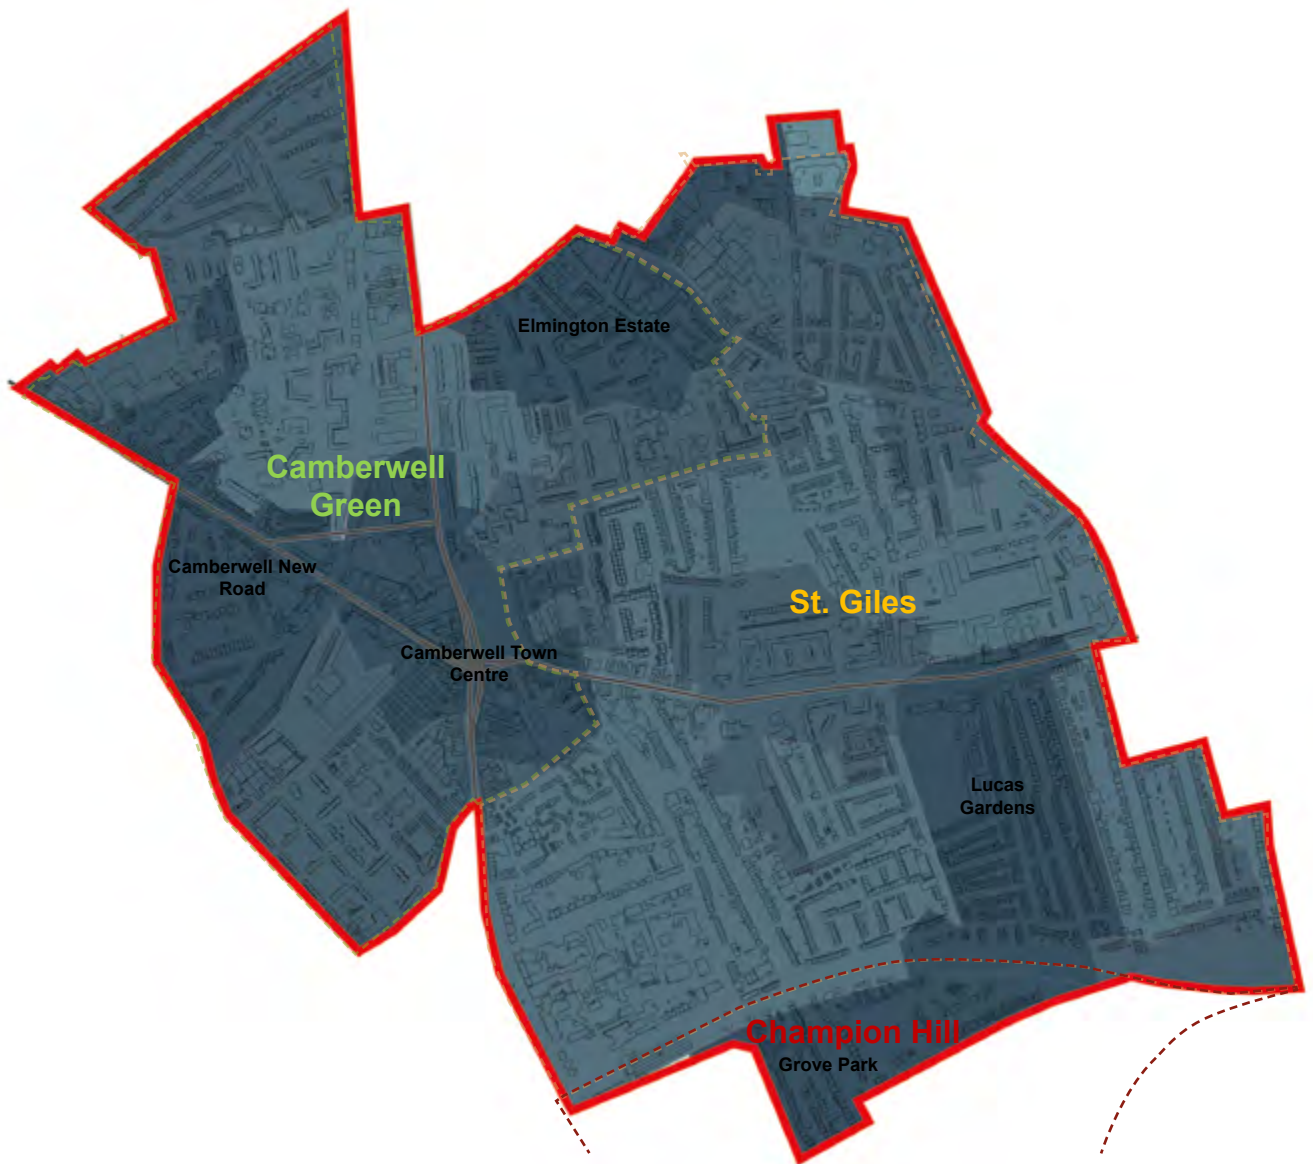 Elmington Estate
Camberwell
Green
Camberwell New
Road
St. Giles
Camberwell Town
Centre
Lucas
Gardens
Champion Hill
Grove Park